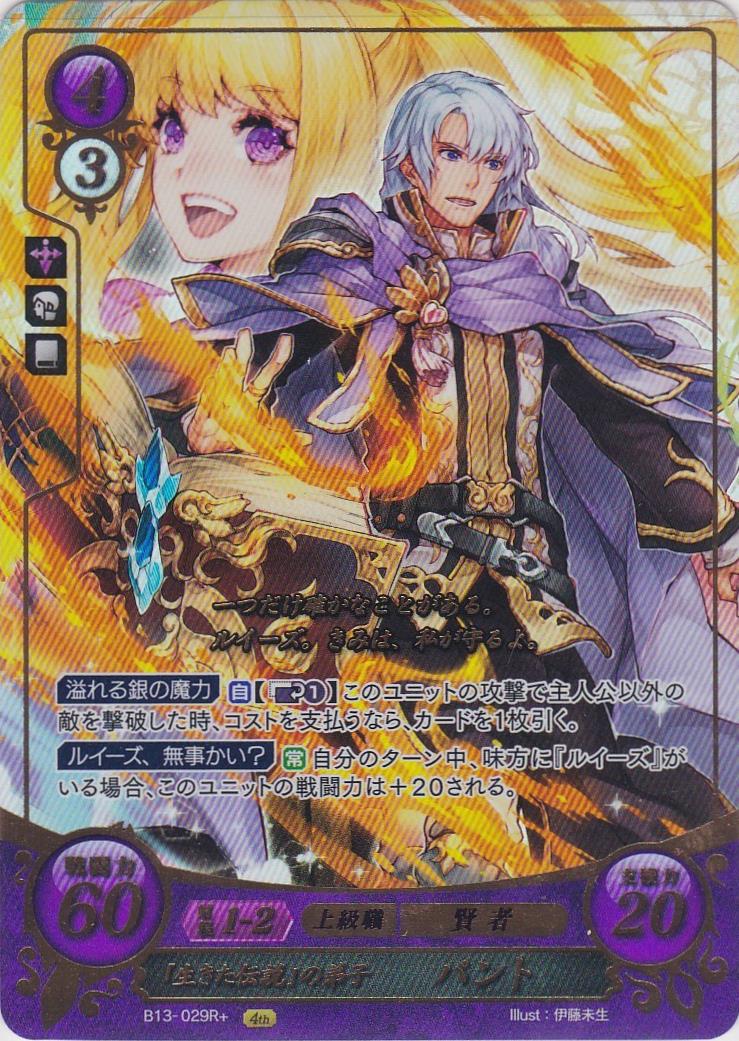 4
3
一つだけ確かなことがある。
ルイーズ。きみは、私が守るよ。
溢れる銀の魔力 自【1】このユニットの攻撃で主人公以外の
敵を撃破した時、コストを支払うなら、カードを1枚引く。
ルイーズ、無事かい? 常 自分のターン中、味方に『ルイーズ』が
いる場合、このユニットの戦闘力は+20される。
戦闘力
60
射程 1-2 上級職 賢者
支援力
20
「生きた伝説」の弟子 パント
B13-029R+ 4th Illust:伊藤未生